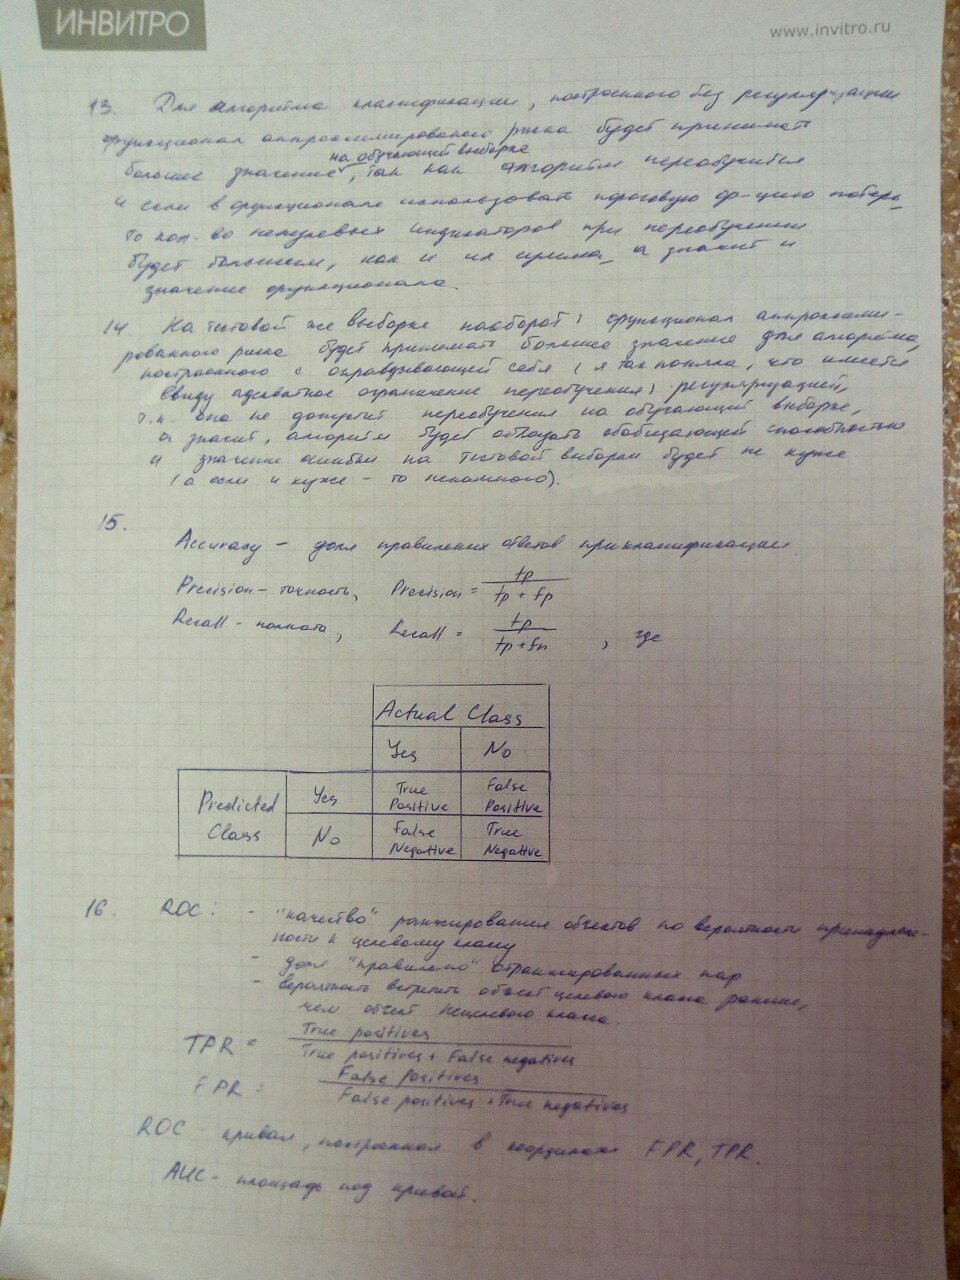 ИНВИТРО
www.invitro.ru
13. Для алгоритма классификации, построенного без регуляризации
функционал аппроксимированого риска будет принимать
на обучающей выборке
большее значение, так как алгоритм переобучится
и если в функционале использовать пороговую ф-цию потерь,
то кол-во ненулевых индикаторов при переобучении
будет большим, как и их сумма, а значит и
значение функционала.
14. На тестовой же выборке наоборот, функционал аппроксими-
рованного риска будет принимать большее значение для алгоритма,
построенного с оправдывающей себя (я так поняла, что имеется
ввиду адекватное ограничение переобучения) регуляризацией,
т.к. она не допустит переобучения на обучающей выборке,
а значит, алгоритм будет обладать обобщающей способностью
и значение ошибки на тестовой выборки будет не хуже
(а если и хуже - то ненамного).
15.
Accuracy - доля правильных ответов при классификации
Precision - точность, Precision = tp / tp + fp
Recall - полнота, Recall = tp / tp + fn , где
Actual Class
Yes No
Predicted Class Yes True Positive False Positive
No False Negative True Negative
16. ROC: - "качество" ранжирования объектов по вероятности принадлеж-
ности к целевому классу
- доля "правильно" отранжированных пар
- вероятность встретить объект целевого класса раньше,
чем объект нецелевого класса
TPR = True positives / True positives + False negatives
FPR = False Positives / False positives + True negatives
ROC - кривая, построенная в координатах FPR, TPR.
AUC - площадь под кривой.